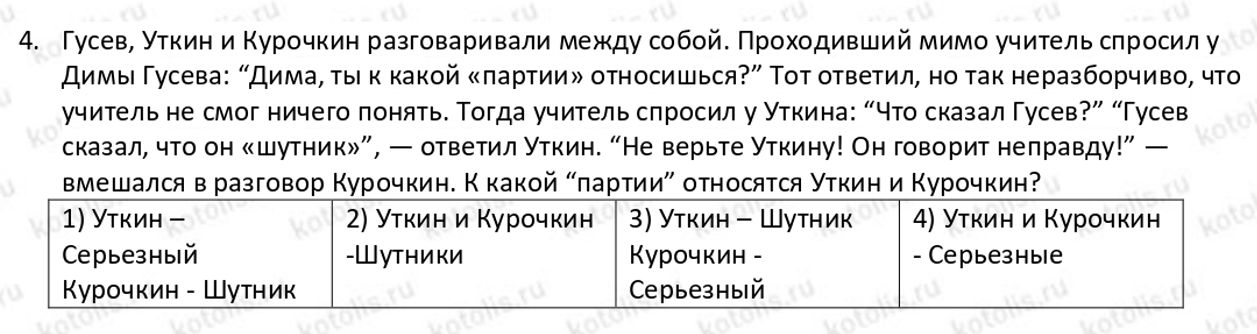 4. Гусев, Уткин и Курочкин разговаривали между собой. Проходивший мимо учитель спросил у
Димы Гусева: “Дима, ты к какой «партии» относишься?” Тот ответил, но так неразборчиво, что
учитель не смог ничего понять. Тогда учитель спросил у Уткина: “Что сказал Гусев?” “Гусев
сказал, что он «шутник»”, — ответил Уткин. “Не верьте Уткину! Он говорит неправду!” —
вмешался в разговор Курочкин. К какой “партии” относятся Уткин и Курочкин?
1) Уткин –
Серьезный
Курочкин - Шутник
2) Уткин и Курочкин
-Шутники
3) Уткин – Шутник
Курочкин -
Серьезный
4) Уткин и Курочкин
- Серьезные
kotolis.ru